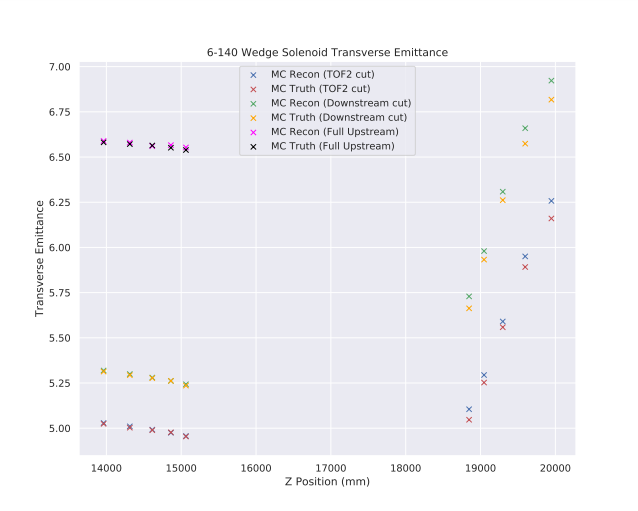 6-140 Wedge Solenoid Transverse Emittance
MC Recon (TOF2 cut)
MC Truth (TOF2 cut)
MC Recon (Downstream cut)
MC Truth (Downstream cut)
MC Recon (Full Upstream)
MC Truth (Full Upstream)
Transverse Emittance
7.00
6.75
6.50
6.25
6.00
5.75
5.50
5.25
5.00
14000 15000 16000 17000 18000 19000 20000
Z Position (mm)